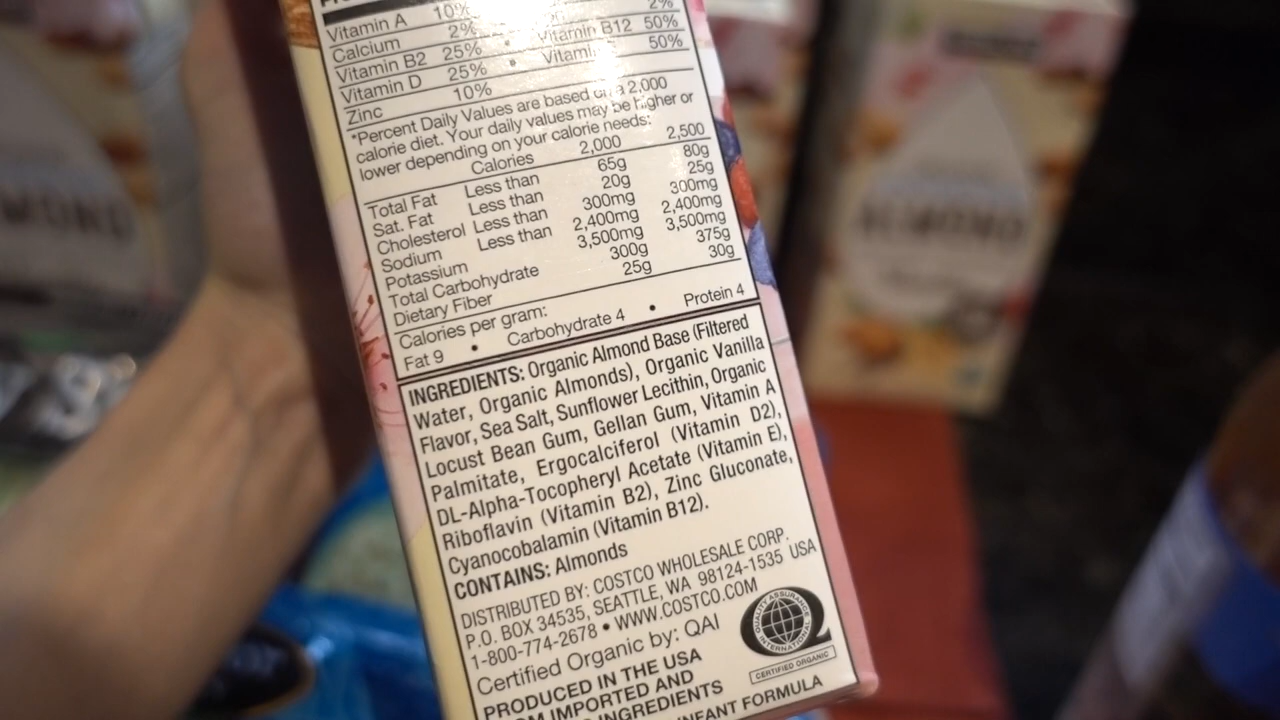 Vitamin A 10% 2%
Calcium 2% • Vitamin B12 50%
Vitamin B2 25% • 50%
Vitamin D 25%
Zinc 10%
*Percent Daily Values are based on a 2,000
calorie diet. Your daily values may be higher or
lower depending on your calorie needs:
Calories 2,000 2,500
Total Fat Less than 65g 80g
Sat. Fat Less than 20g 25g
Cholesterol Less than 300mg 300mg
Sodium Less than 2,400mg 2,400mg
Potassium 3,500mg 3,500mg
Total Carbohydrate 300g 375g
Dietary Fiber 25g 30g
Calories per gram:
Fat 9 • Carbohydrate 4 • Protein 4
INGREDIENTS: Organic Almond Base (Filtered
Water, Organic Almonds), Organic Vanilla
Flavor, Sea Salt, Sunflower Lecithin, Organic
Locust Bean Gum, Gellan Gum, Vitamin A
Palmitate, Ergocalciferol (Vitamin D2),
DL-Alpha-Tocopheryl Acetate (Vitamin E),
Riboflavin (Vitamin B2), Zinc Gluconate,
Cyanocobalamin (Vitamin B12).
CONTAINS: Almonds
DISTRIBUTED BY: COSTCO WHOLESALE CORP.
P.O. BOX 34535, SEATTLE, WA 98124-1535 USA
1-800-774-2678 • WWW.COSTCO.COM
Certified Organic by: QAI
QUALITY ASSURANCE
INTERNATIONAL
CERTIFIED ORGANIC
PRODUCED IN THE USA
IMPORTED AND
INGREDIENTS
INFANT FORMULA
ALMOND